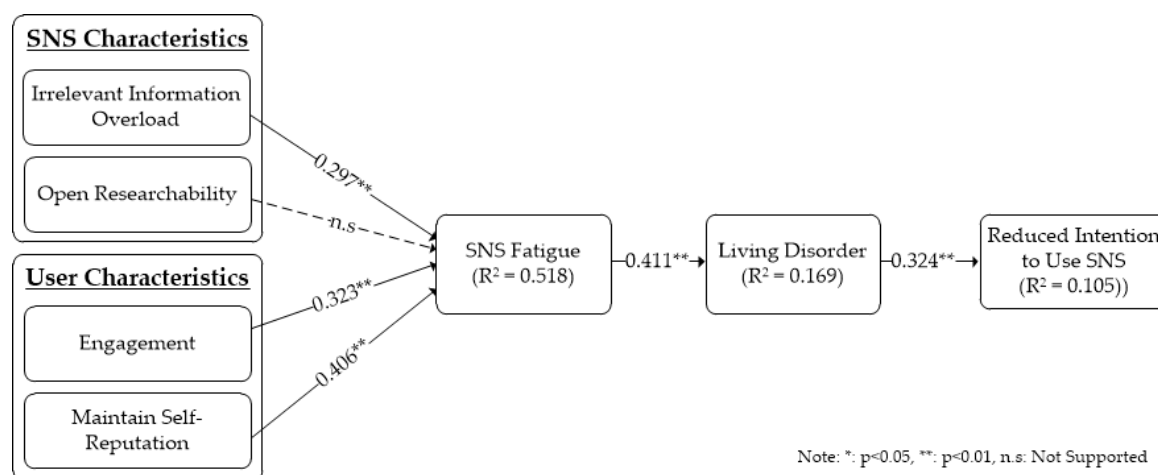 SNS Characteristics
Irrelevant Information
Overload
Open Researchability
User Characteristics
Engagement
Maintain Self-
Reputation
0.297**
n.s
0.323**
0.406**
SNS Fatigue
(R² = 0.518)
0.411**
Living Disorder
(R² = 0.169)
0.324**
Reduced Intention
to Use SNS
(R² = 0.105))
Note: *: p<0.05, **: p<0.01, n.s: Not Supported